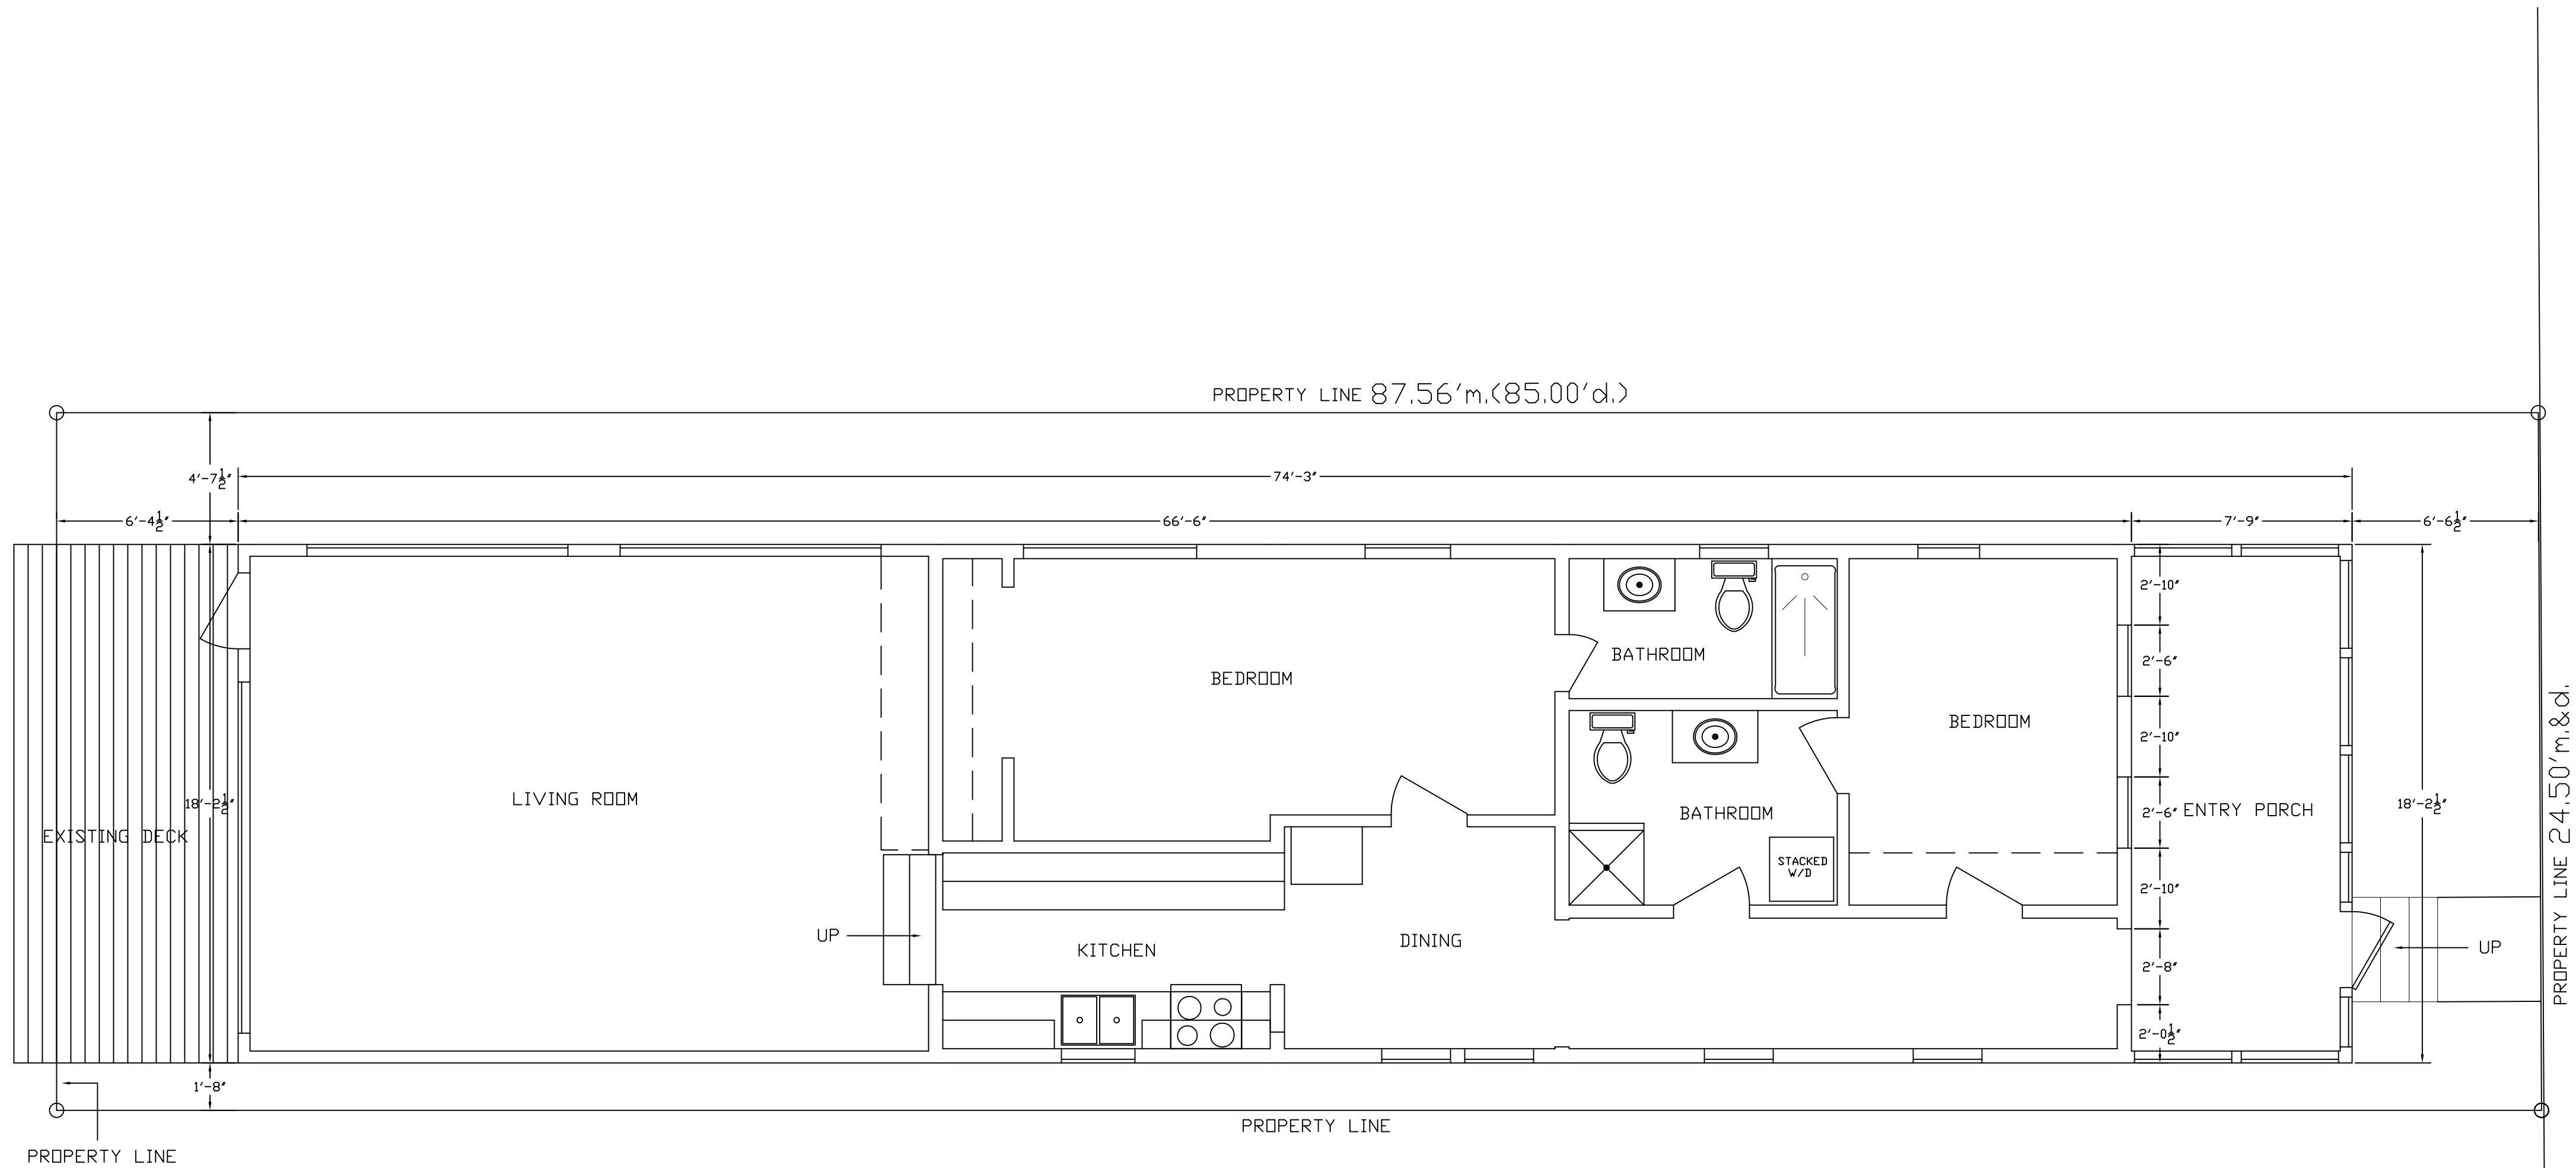 PROPERTY LINE 87.56'm.(85.00'd.)
4'-7½"
74'-3"
6'-4½"
66'-6"
7'-9"
6'-6½"
2'-10"
2'-6"
2'-10"
2'-6"
2'-10"
2'-8"
2'-0½"
BATHROOM
BEDROOM
BEDROOM
LIVING ROOM
18'-2½"
EXISTING DECK
BATHROOM
ENTRY PORCH
18'-2½"
STACKED
W/D
UP
KITCHEN
DINING
UP
PROPERTY LINE 24.50'm.&d.
1'-8"
PROPERTY LINE
PROPERTY LINE